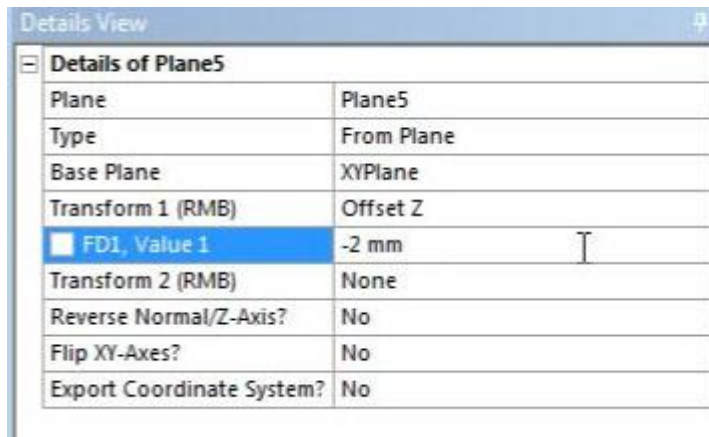 Details View
Details of Plane5
Plane Plane5
Type From Plane
Base Plane XYPlane
Transform 1 (RMB) Offset Z
FD1, Value 1 -2 mm
Transform 2 (RMB) None
Reverse Normal/Z-Axis? No
Flip XY-Axes? No
Export Coordinate System? No